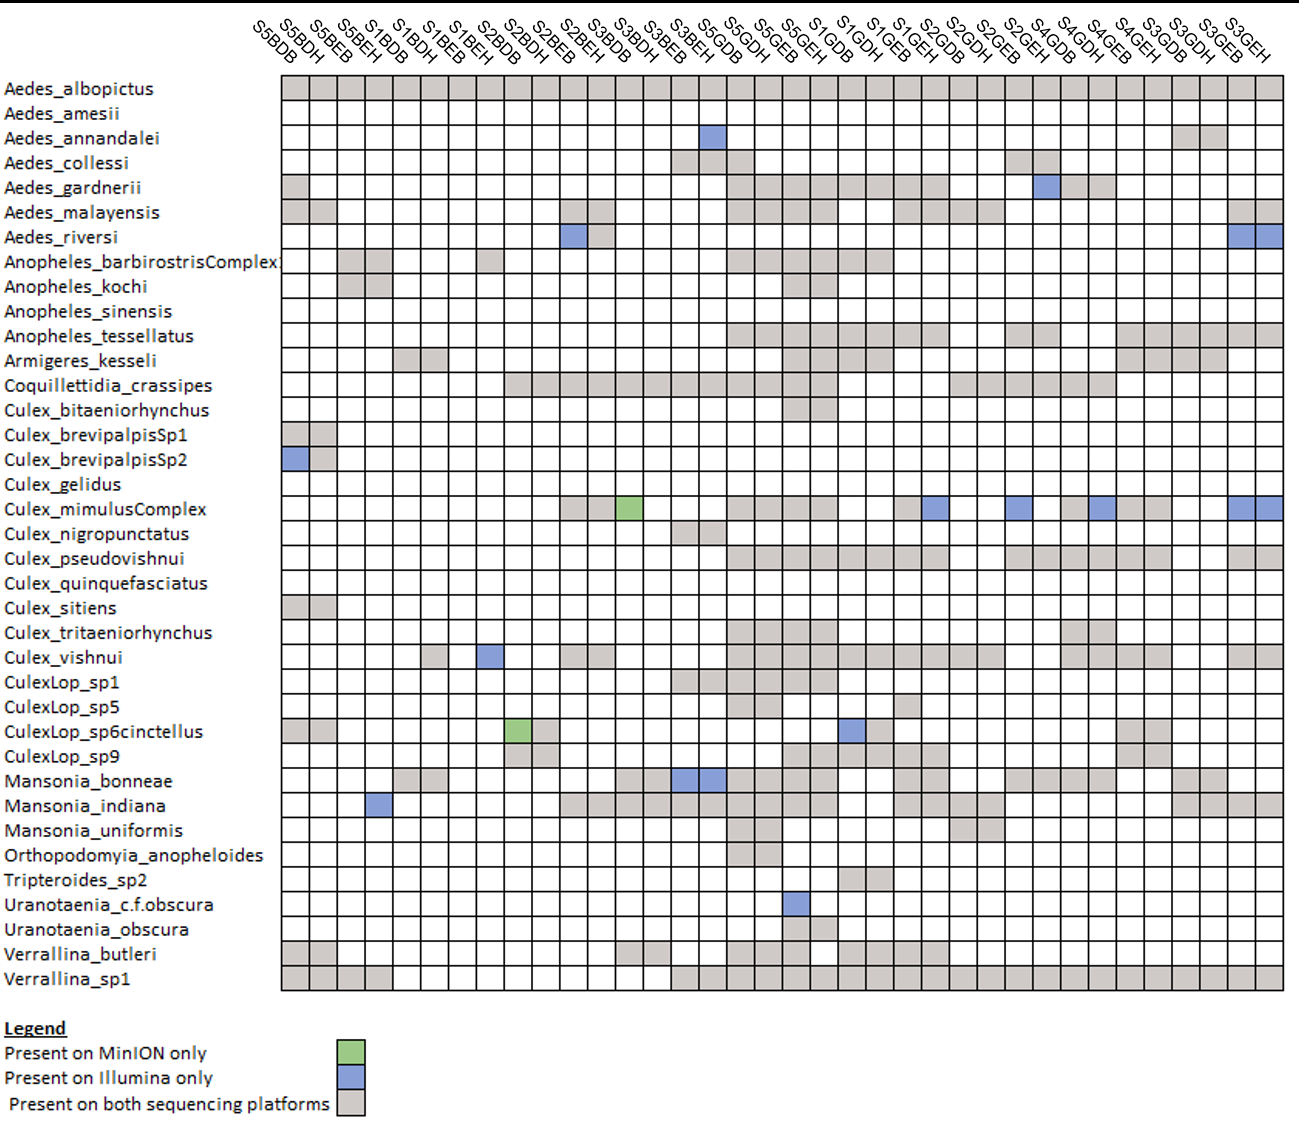 S5BDB
S5BDH
S5BEB
S5BEH
S1BDB
S1BDH
S1BEB
S1BEH
S2BDB
S2BDH
S2BEB
S2BEH
S3BDB
S3BDH
S3BEB
S3BEH
S5GDB
S5GDH
S5GEB
S5GEH
S1GDB
S1GDH
S1GEB
S1GEH
S2GDB
S2GDH
S2GEB
S2GEH
S4GDB
S4GDH
S4GEB
S4GEH
S3GDB
S3GDH
S3GEB
S3GEH
Aedes_albopictus
Aedes_amesii
Aedes_annandalei
Aedes_collessi
Aedes_gardnerii
Aedes_malayensis
Aedes_riversi
Anopheles_barbirostrisComplex
Anopheles_kochi
Anopheles_sinensis
Anopheles_tessellatus
Armigeres_kesseli
Coquillettidia_crassipes
Culex_bitaeniorhynchus
Culex_brevipalpisSp1
Culex_brevipalpisSp2
Culex_gelidus
Culex_mimulusComplex
Culex_nigropunctatus
Culex_pseudovishnui
Culex_quinquefasciatus
Culex_sitiens
Culex_tritaeniorhynchus
Culex_vishnui
CulexLop_sp1
CulexLop_sp5
CulexLop_sp6cinctellus
CulexLop_sp9
Mansonia_bonneae
Mansonia_indiana
Mansonia_uniformis
Orthopodomyia_anopheloides
Tripteroides_sp2
Uranotaenia_c.f.obscura
Uranotaenia_obscura
Verrallina_butleri
Verrallina_sp1
Legend
Present on MinION only
Present on Illumina only
Present on both sequencing platforms